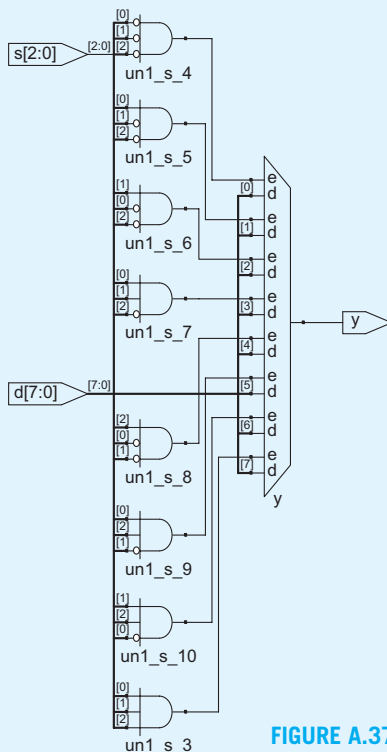 [0]
[1]
[2]
s[2:0]
[2:0]
un1_s_4
[0]
[1]
[2]
un1_s_5
[1]
[0]
[2]
un1_s_6
[0]
[1]
[2]
un1_s_7
d[7:0]
[7:0]
[2]
[0]
[1]
un1_s_8
[0]
[2]
[1]
un1_s_9
[1]
[2]
[0]
un1_s_10
[0]
[1]
[2]
un1_s_3
e
[0] d
e
[1] d
e
[2] d
e
[3] d
e
[4] d
e
[5] d
e
[6] d
e
[7] d
y
y
FIGURE A.37